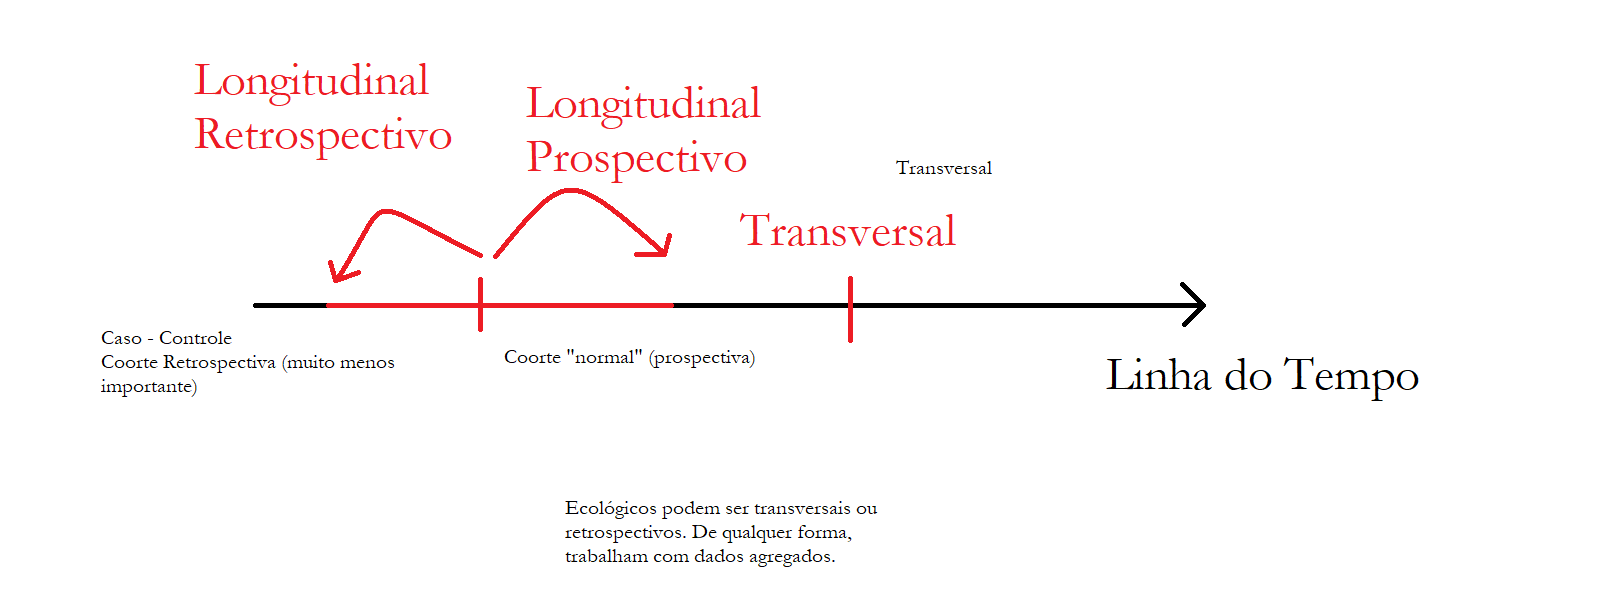 Longitudinal
Retrospectivo
Longitudinal
Prospectivo
Transversal
Transversal
Caso - Controle
Coorte Retrospectiva (muito menos
importante)
Coorte "normal" (prospectiva)
Linha do Tempo
Ecológicos podem ser transversais ou
retrospectivos. De qualquer forma,
trabalham com dados agregados.